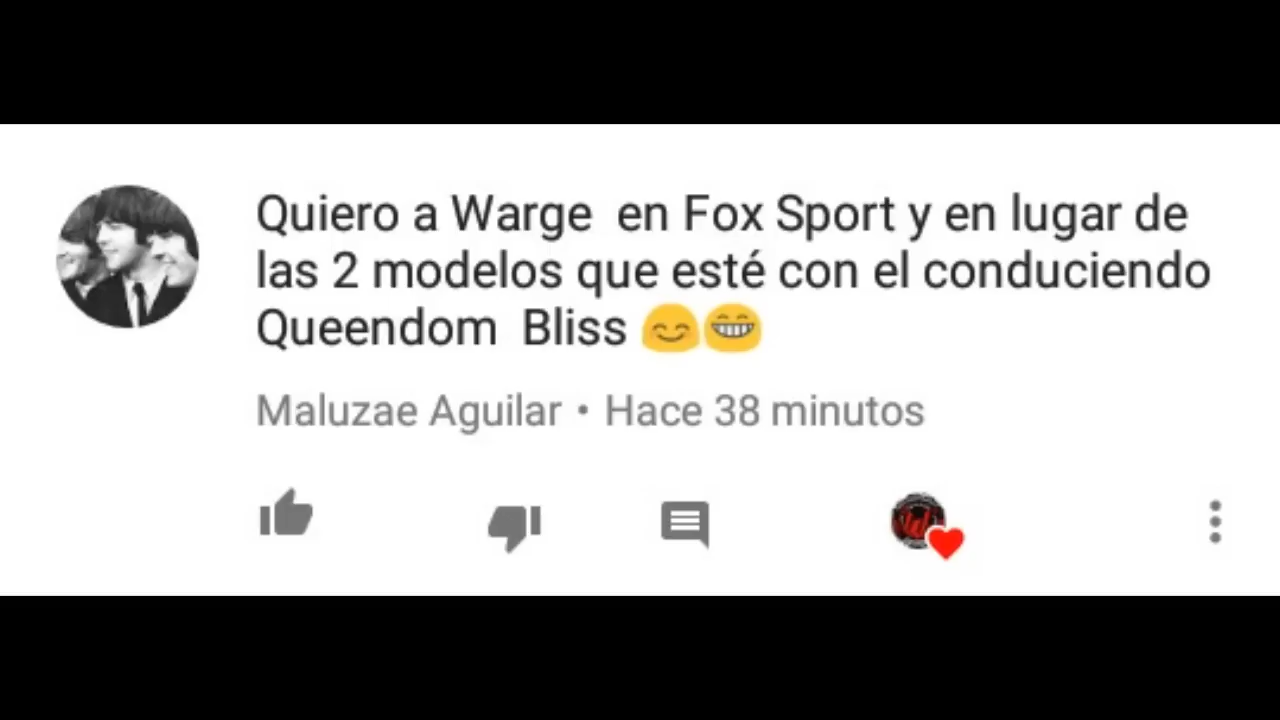 Quiero a Warge en Fox Sport y en lugar de
las 2 modelos que esté con el conduciendo
Queendom Bliss 😊😁
Maluzae Aguilar • Hace 38 minutos